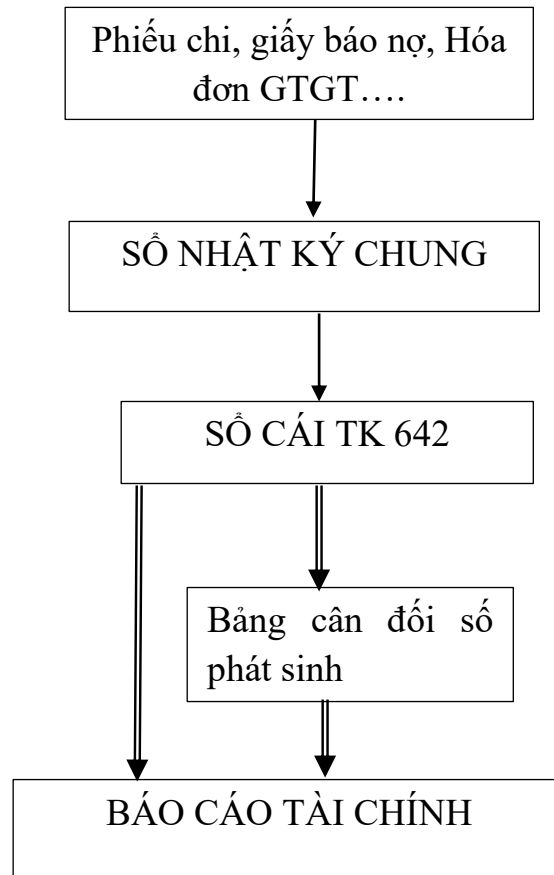 Phiếu chi, giấy báo nợ, Hóa
đơn GTGT….
SỔ NHẬT KÝ CHUNG
SỔ CÁI TK 642
Bảng cân đối số
phát sinh
BÁO CÁO TÀI CHÍNH